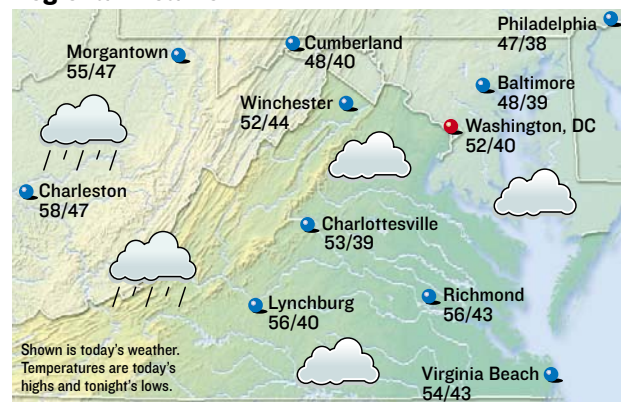 Philadelphia
47/38
Morgantown
55/47
Cumberland
48/40
Baltimore
48/39
Winchester
52/44
Washington, DC
52/40
Charleston
58/47
Charlottesville
53/39
Lynchburg
56/40
Richmond
56/43
Shown is today's weather.
Temperatures are today's
highs and tonight's lows.
Virginia Beach
54/43